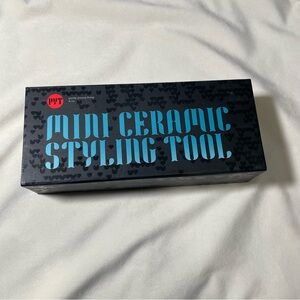 PYT
MINI CERAMIC
STYLING TOOL